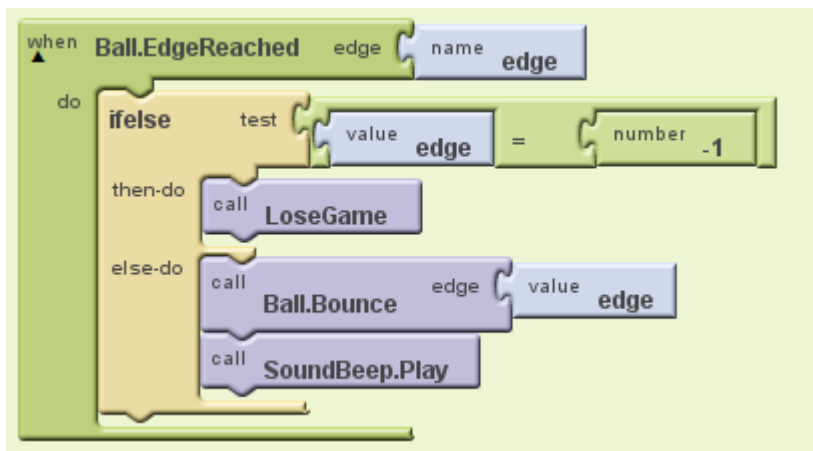 when Ball.EdgeReached edge name edge
do ifelse test value edge = number -1
then-do call LoseGame
else-do call Ball.Bounce edge value edge
call SoundBeep.Play